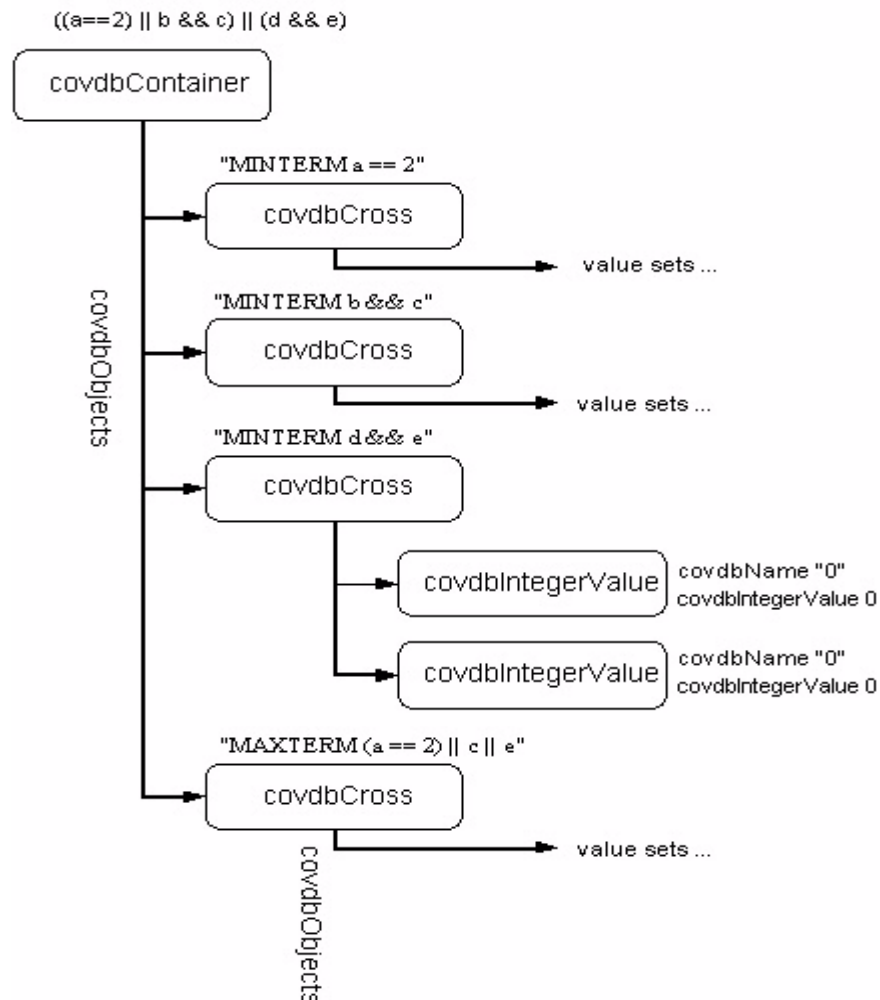 ((a==2) || b && c) || (d && e)
covdbContainer
"MINTERM a == 2"
covdbCross
value sets ...
covdbObjects
"MINTERM b && c"
covdbCross
value sets ...
"MINTERM d && e"
covdbCross
covdbIntegerValue
covdbName "0"
covdbIntegerValue 0
covdbIntegerValue
covdbName "0"
covdbIntegerValue 0
"MAXTERM (a == 2) || c || e"
covdbCross
value sets ...
covdbObjects